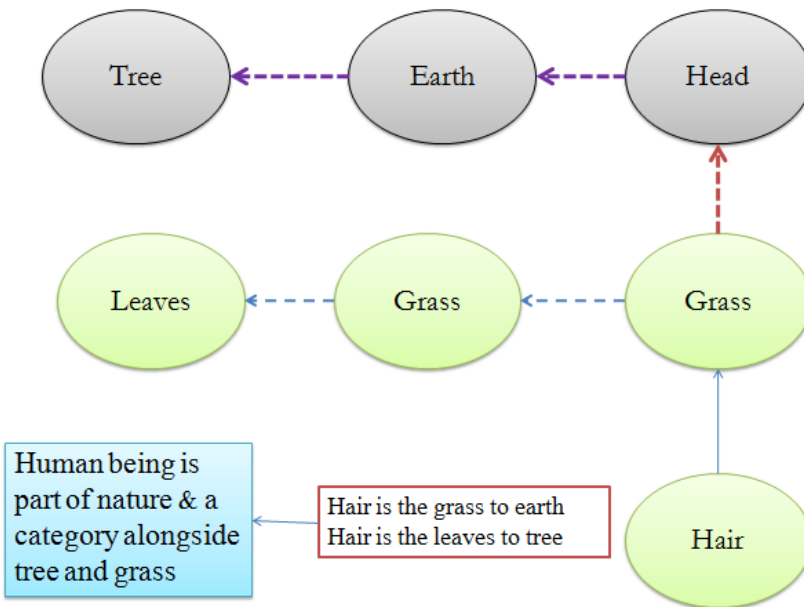 Tree
Earth
Head
Leaves
Grass
Grass
Human being is
part of nature & a
category alongside
tree and grass
Hair is the grass to earth
Hair is the leaves to tree
Hair